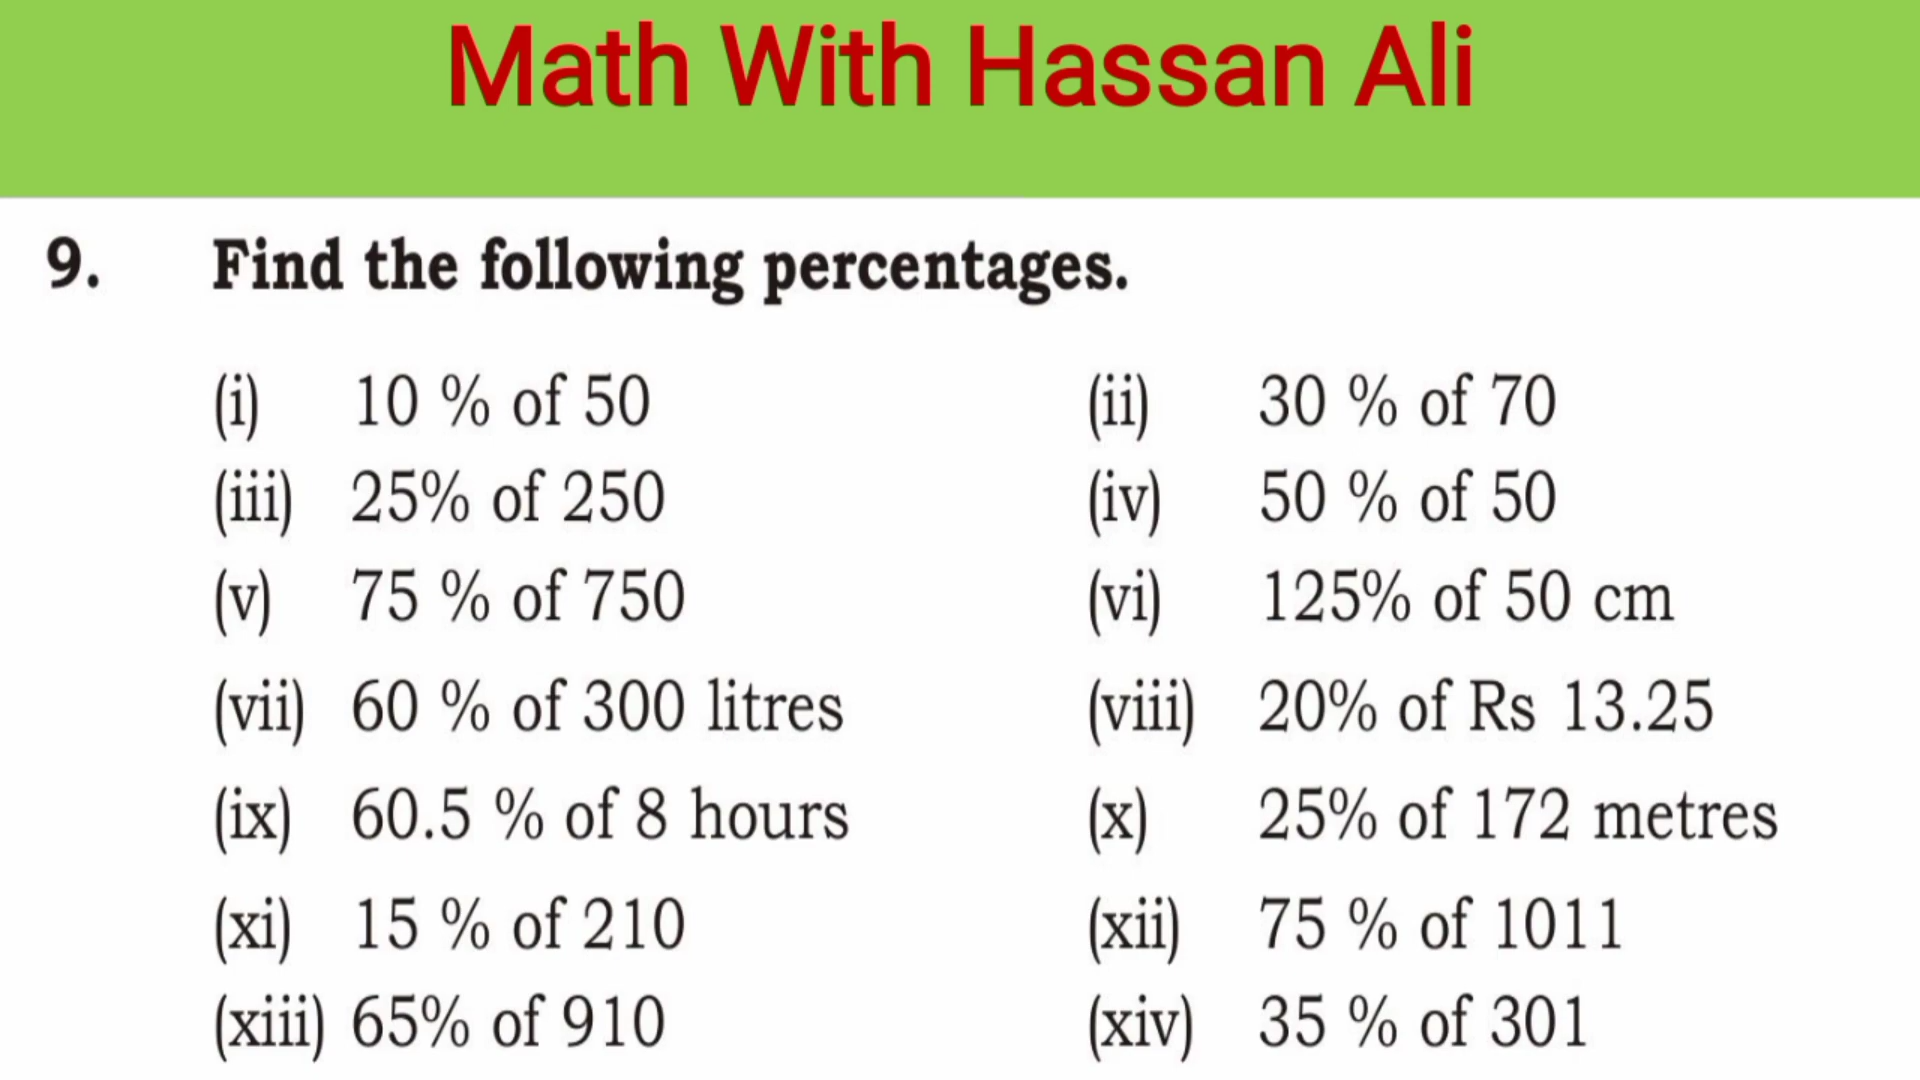 Math With Hassan Ali
9. Find the following percentages.
(i) 10 % of 50 (ii) 30 % of 70
(iii) 25% of 250 (iv) 50 % of 50
(v) 75 % of 750 (vi) 125% of 50 cm
(vii) 60 % of 300 litres (viii) 20% of Rs 13.25
(ix) 60.5 % of 8 hours (x) 25% of 172 metres
(xi) 15 % of 210 (xii) 75 % of 1011
(xiii) 65% of 910 (xiv) 35 % of 301